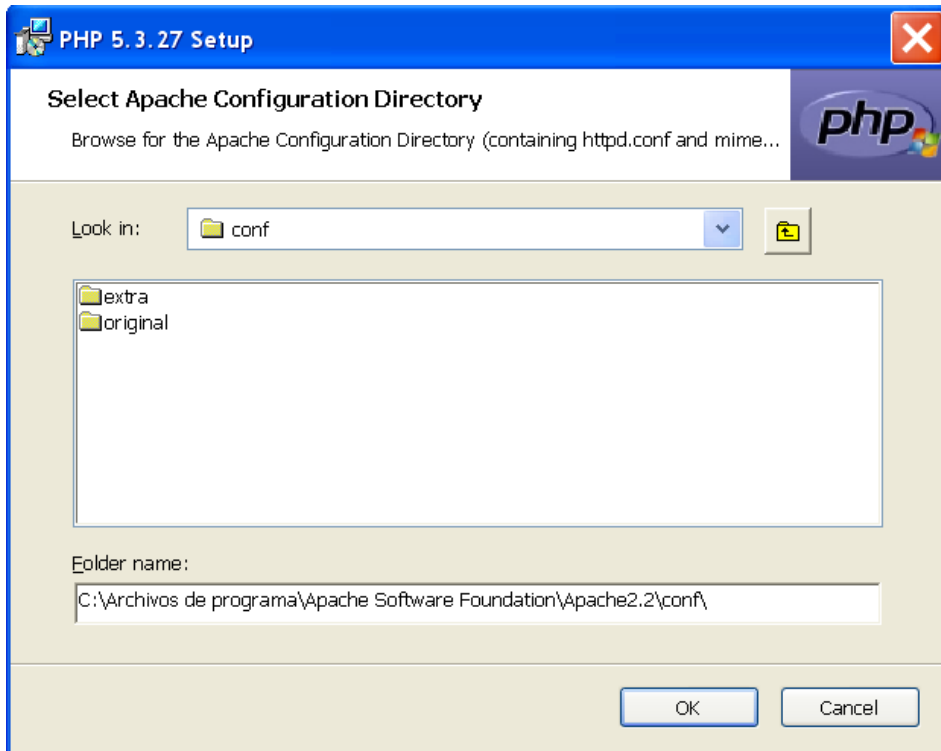 PHP 5.3.27 Setup
Select Apache Configuration Directory
Browse for the Apache Configuration Directory (containing httpd.conf and mime...
php
Look in:
conf
extra
original
Folder name:
C:\Archivos de programa\Apache Software Foundation\Apache2.2\conf\
OK
Cancel